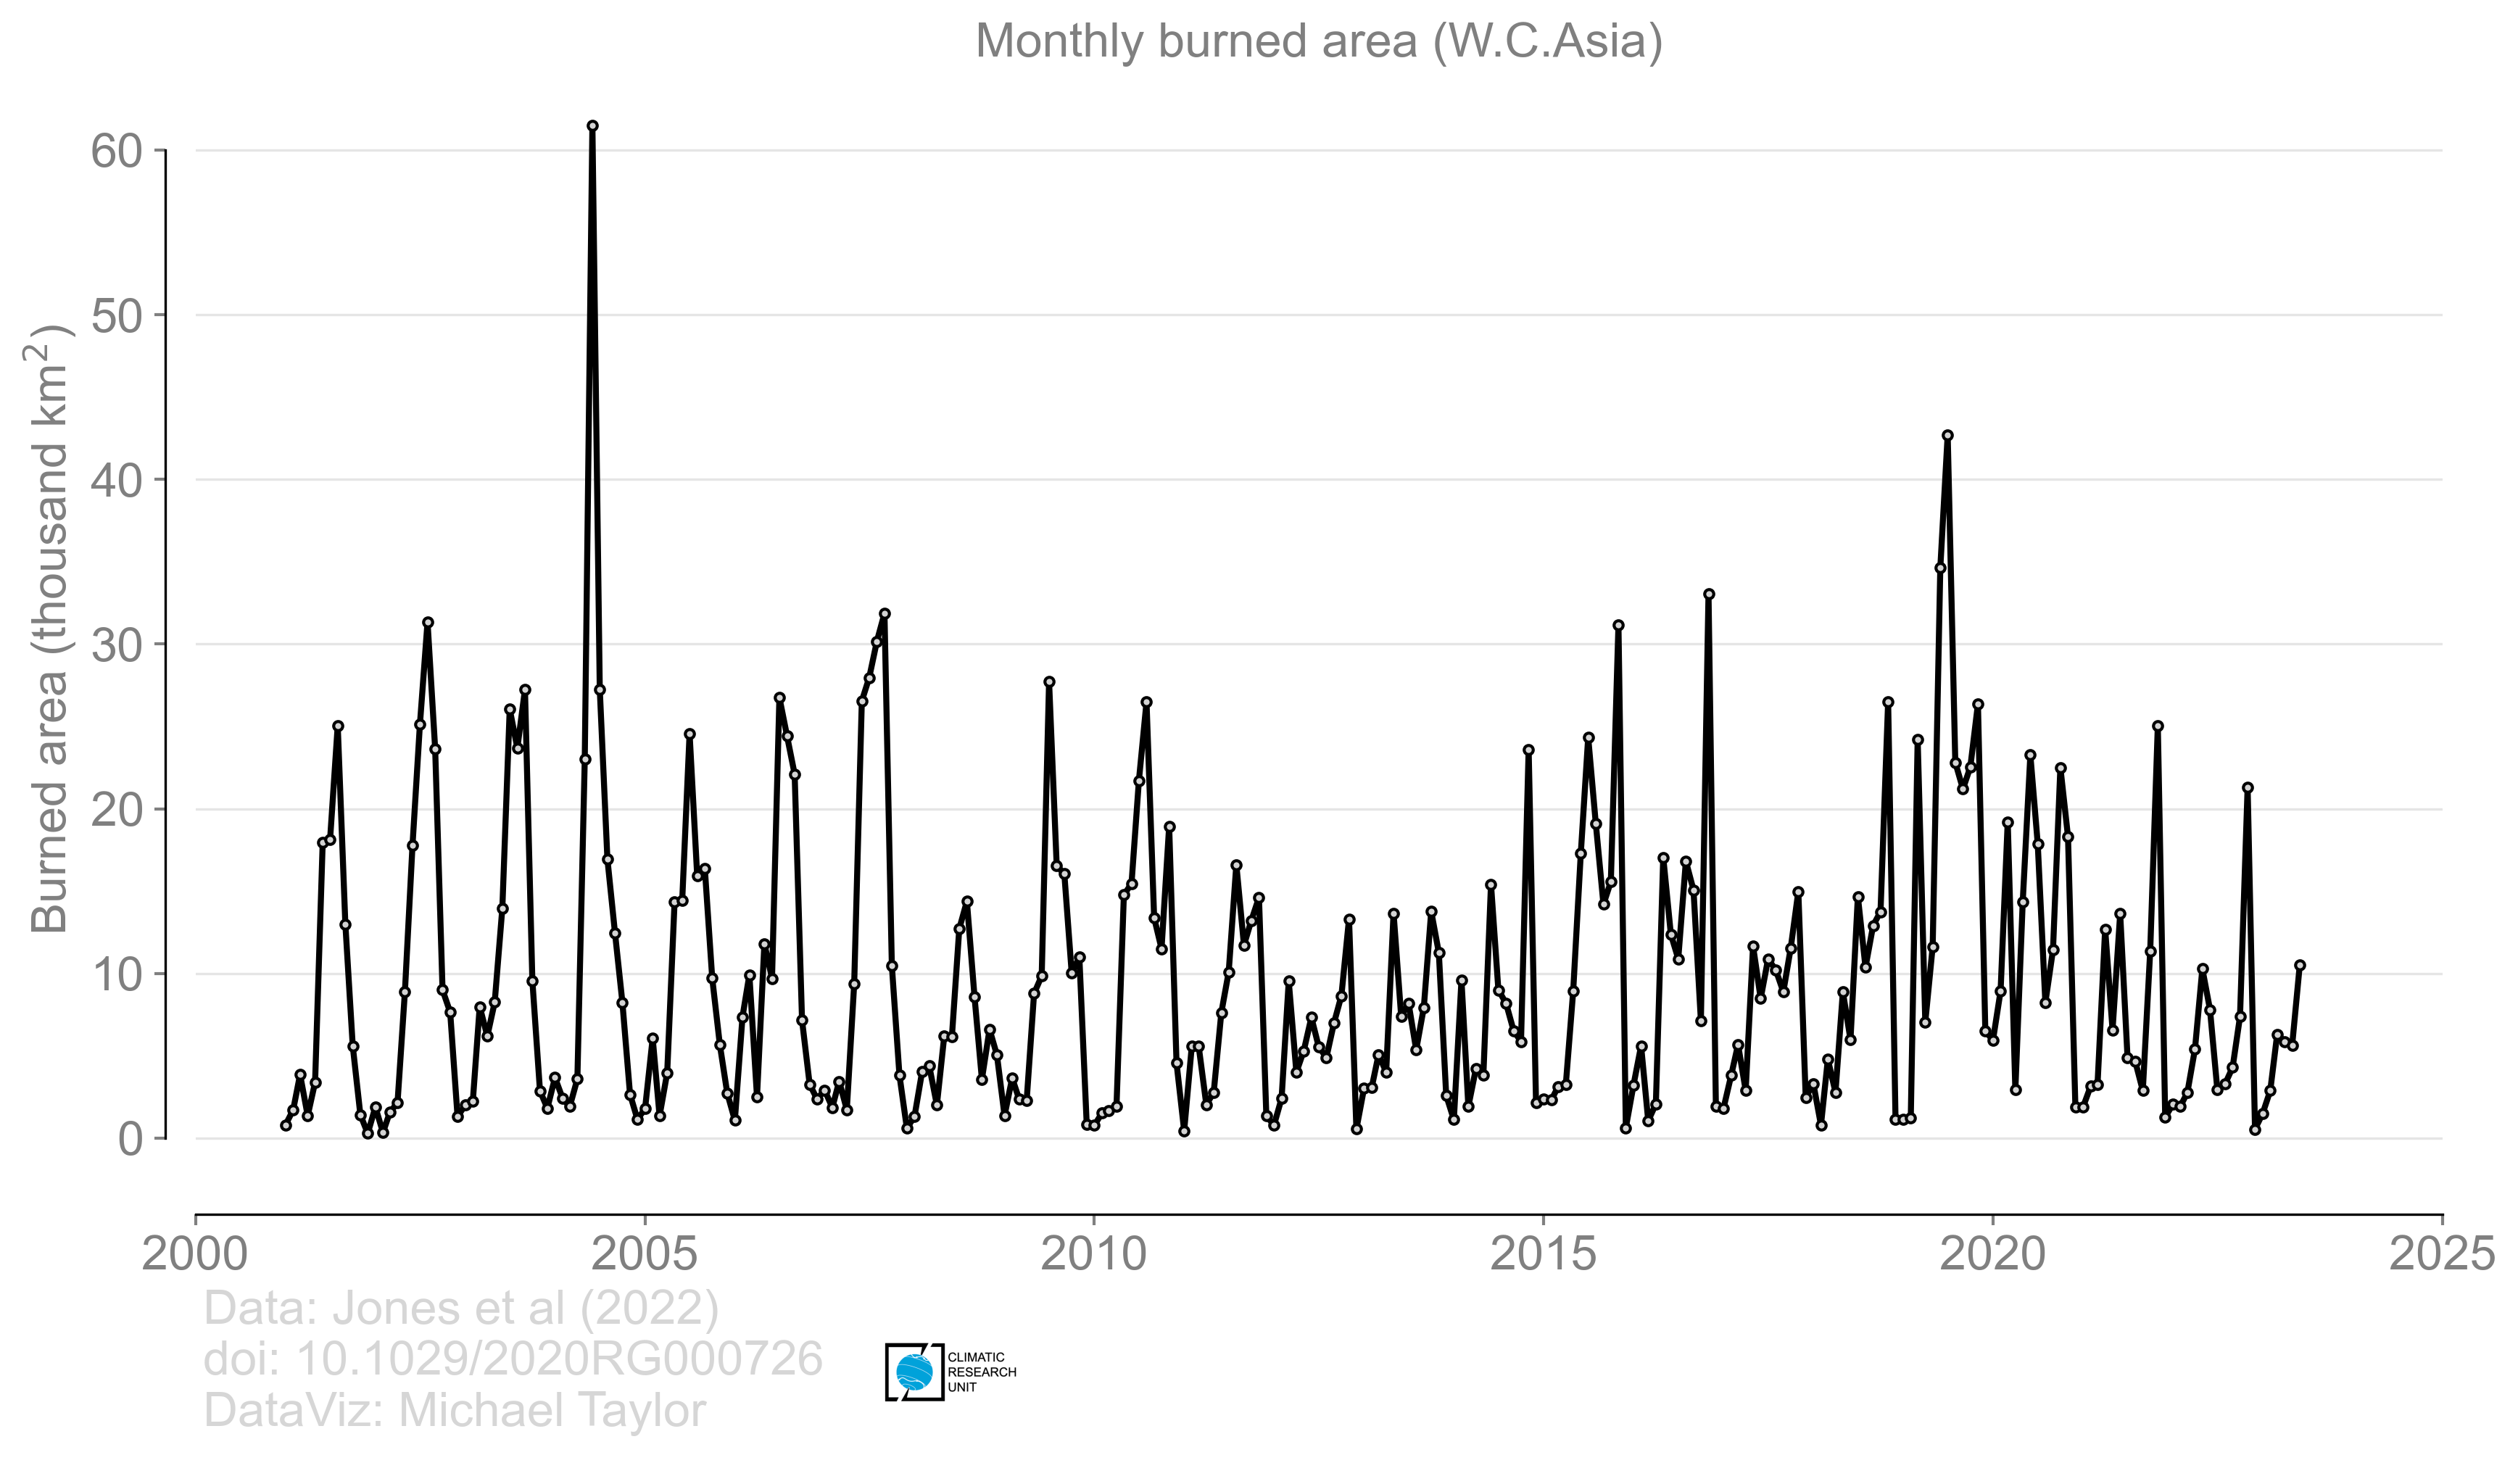 Monthly burned area (W.C.Asia)
Burned area (thousand km²)
60
50
40
30
20
10
0
2000 2005 2010 2015 2020 2025
Data: Jones et al (2022)
doi: 10.1029/2020RG000726
DataViz: Michael Taylor
CLIMATIC
RESEARCH
UNIT